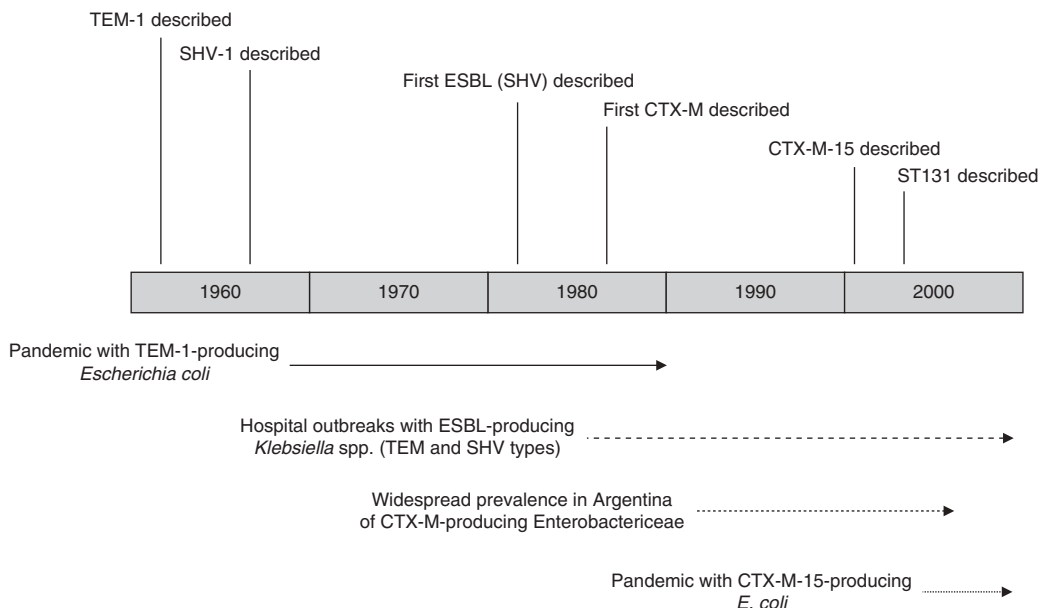 TEM-1 described
SHV-1 described
First ESBL (SHV) described
First CTX-M described
CTX-M-15 described
ST131 described
1960
1970
1980
1990
2000
Pandemic with TEM-1-producing
Escherichia coli
Hospital outbreaks with ESBL-producing
Klebsiella spp. (TEM and SHV types)
Widespread prevalence in Argentina
of CTX-M-producing Enterobactericeae
Pandemic with CTX-M-15-producing
E. coli